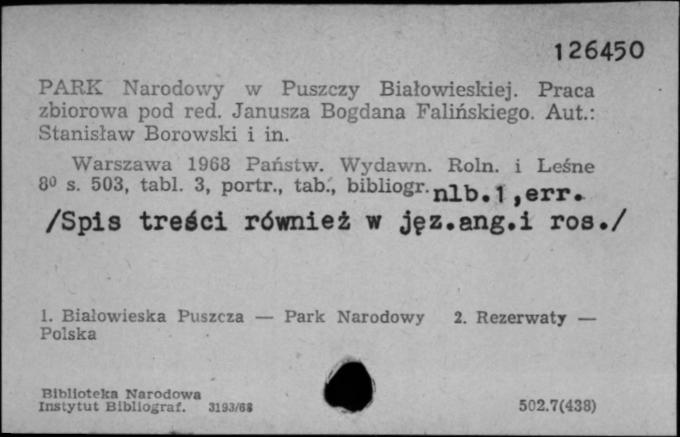 126450
PARK Narodowy w Puszczy Białowieskiej. Praca
zbiorowa pod red. Janusza Bogdana Falińskiego. Aut.:
Stanisław Borowski i in.
Warszawa 1968 Państw. Wydawn. Roln. i Leśne
8⁰ s. 503, tabl. 3, portr., tab., bibliogr. nlb.1,err.
/Spis treści również w jęz.ang.i ros./
1. Białowieska Puszcza — Park Narodowy 2. Rezerwaty —
Polska
Biblioteka Narodowa
Instytut Bibliograf. 3193/68 502.7(438)